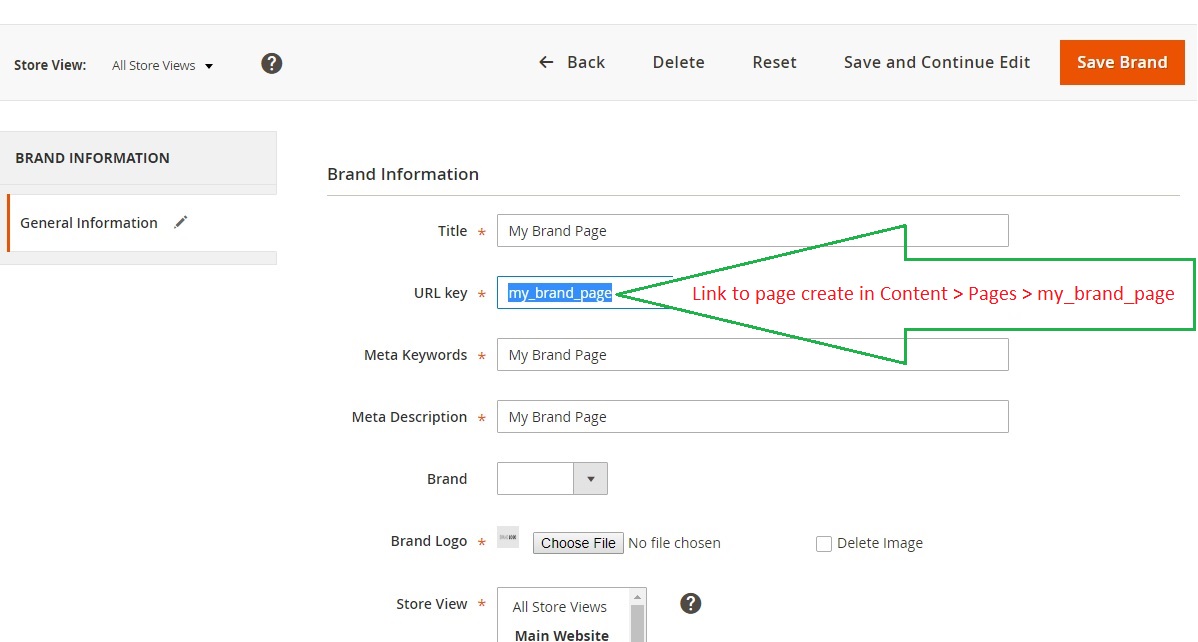 Store View: All Store Views ? ← Back Delete Reset Save and Continue Edit Save Brand
BRAND INFORMATION
General Information
Brand Information
Title * My Brand Page
URL key * my_brand_page Link to page create in Content > Pages > my_brand_page
Meta Keywords * My Brand Page
Meta Description * My Brand Page
Brand
Brand Logo * Choose File No file chosen Delete Image
Store View * All Store Views ?
Main Website